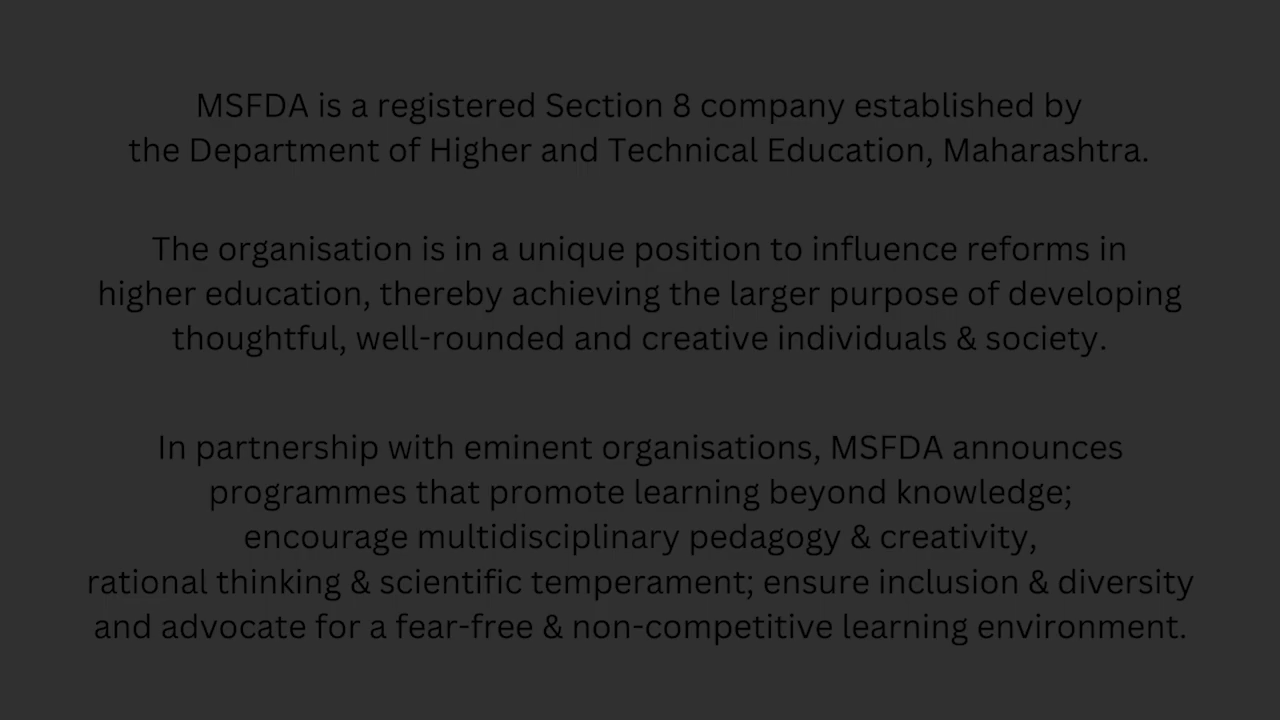 MSFDA is a registered Section 8 company established by
the Department of Higher and Technical Education, Maharashtra.
The organisation is in a unique position to influence reforms in
higher education, thereby achieving the larger purpose of developing
thoughtful, well-rounded and creative individuals & society.
In partnership with eminent organisations, MSFDA announces
programmes that promote learning beyond knowledge;
encourage multidisciplinary pedagogy & creativity,
rational thinking & scientific temperament; ensure inclusion & diversity
and advocate for a fear-free & non-competitive learning environment.